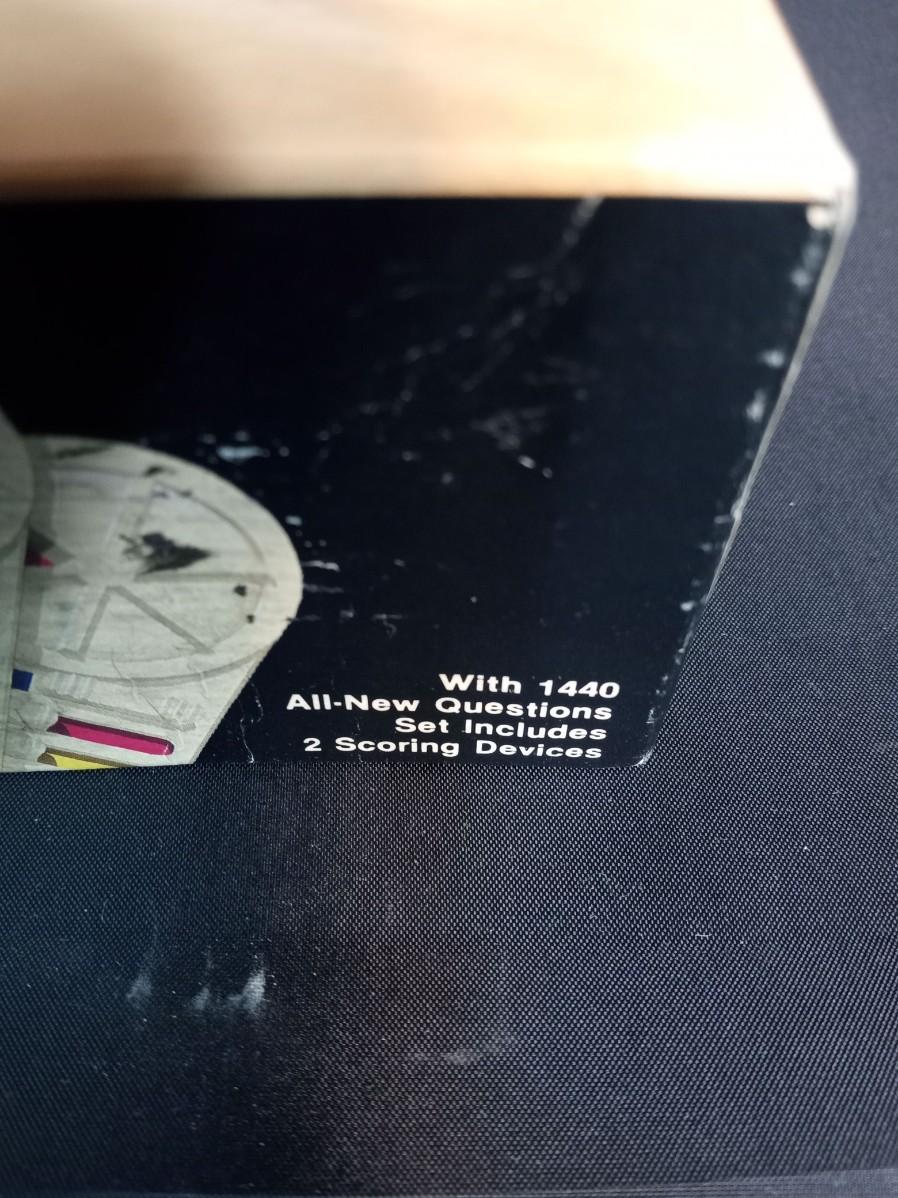 With 1440
All-New Questions
Set Includes
2 Scoring Devices